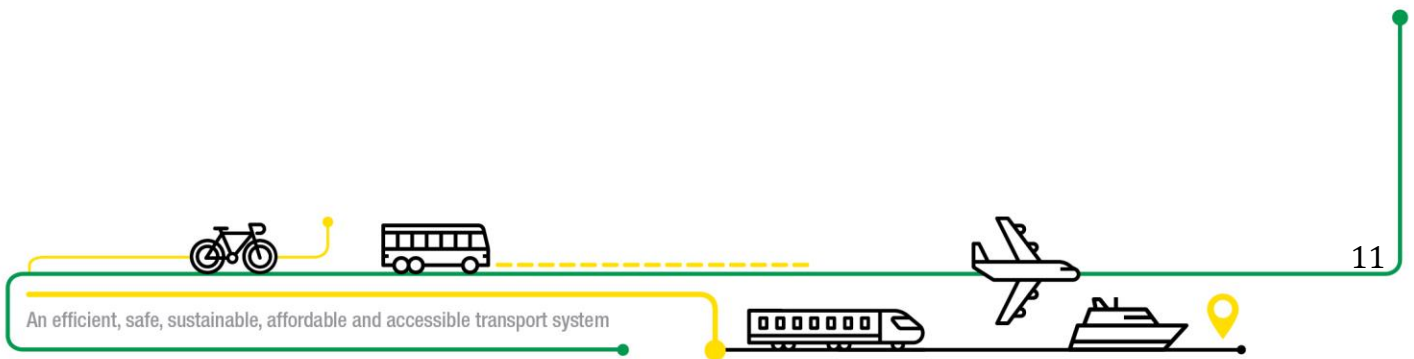 11
An efficient, safe, sustainable, affordable and accessible transport system